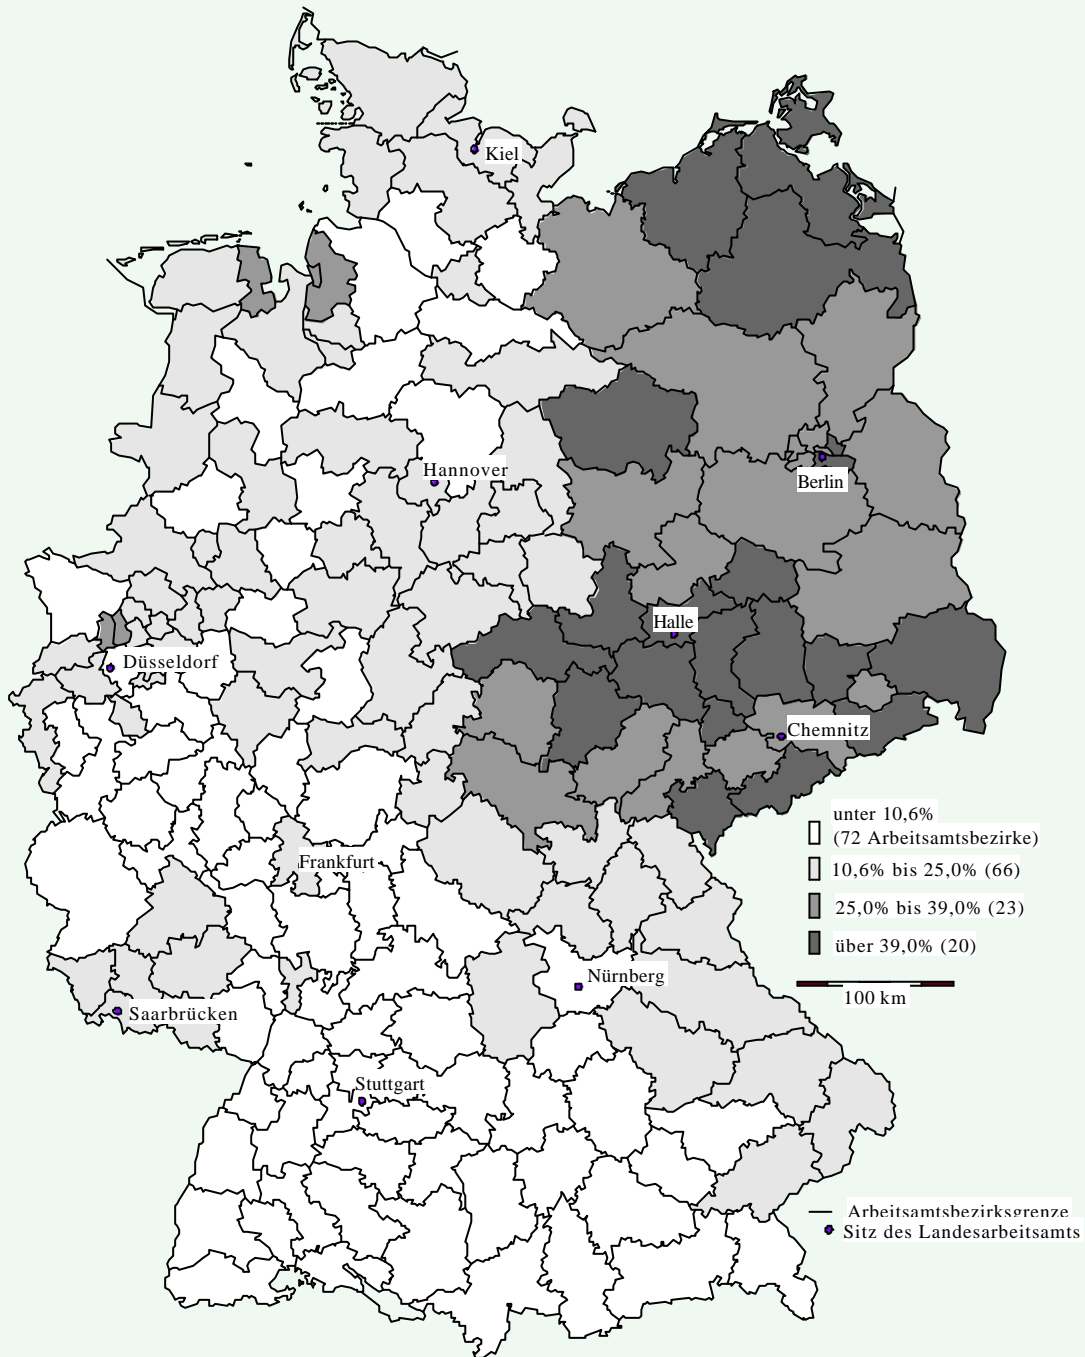 Kiel
Hannover
Berlin
Halle
Düsseldorf
Chemnitz
unter 10,6%
(72 Arbeitsamtsbezirke)
10,6% bis 25,0% (66)
25,0% bis 39,0% (23)
über 39,0% (20)
Frankfurt
Nürnberg
100 km
Saarbrücken
Stuttgart
Arbeitsamtsbezirksgrenze
Sitz des Landesarbeitsamts